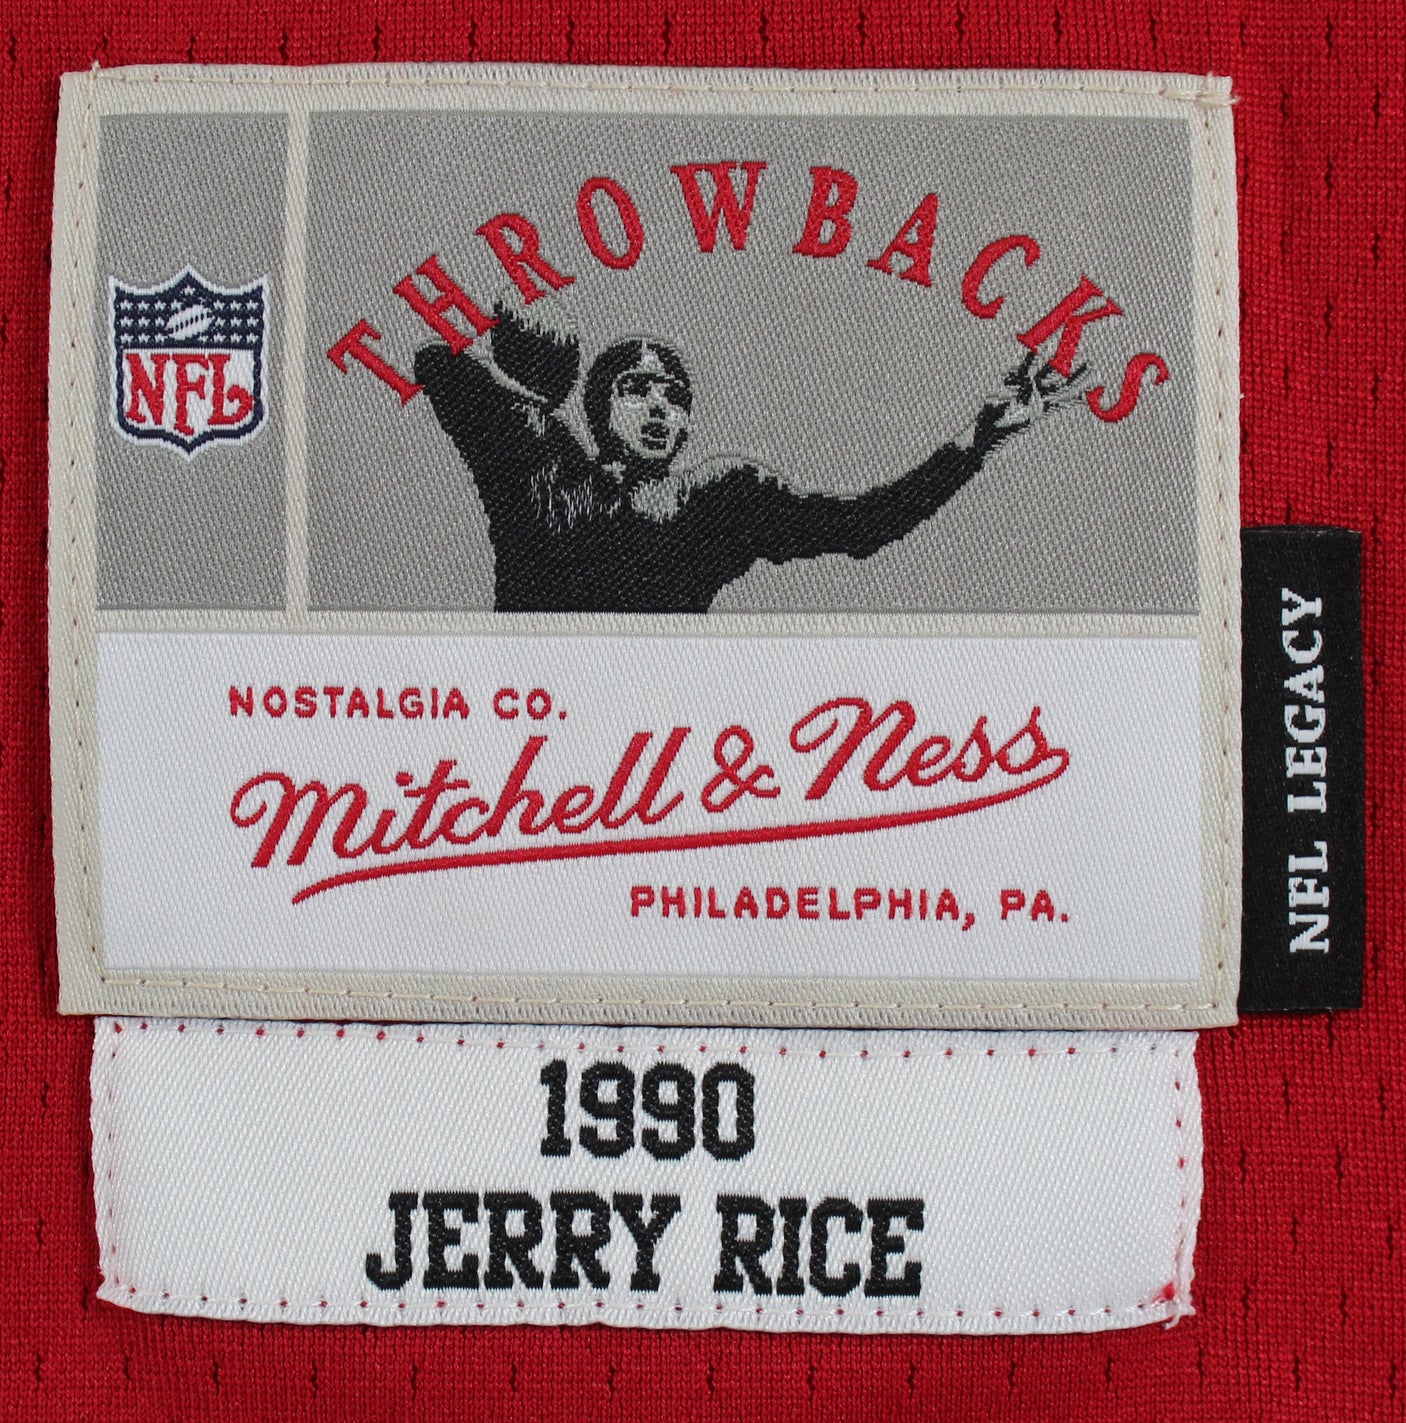 THROWBACKS
NFL
NOSTALGIA CO.
Mitchell & Ness
PHILADELPHIA, PA.
NFL LEGACY
1990
JERRY RICE